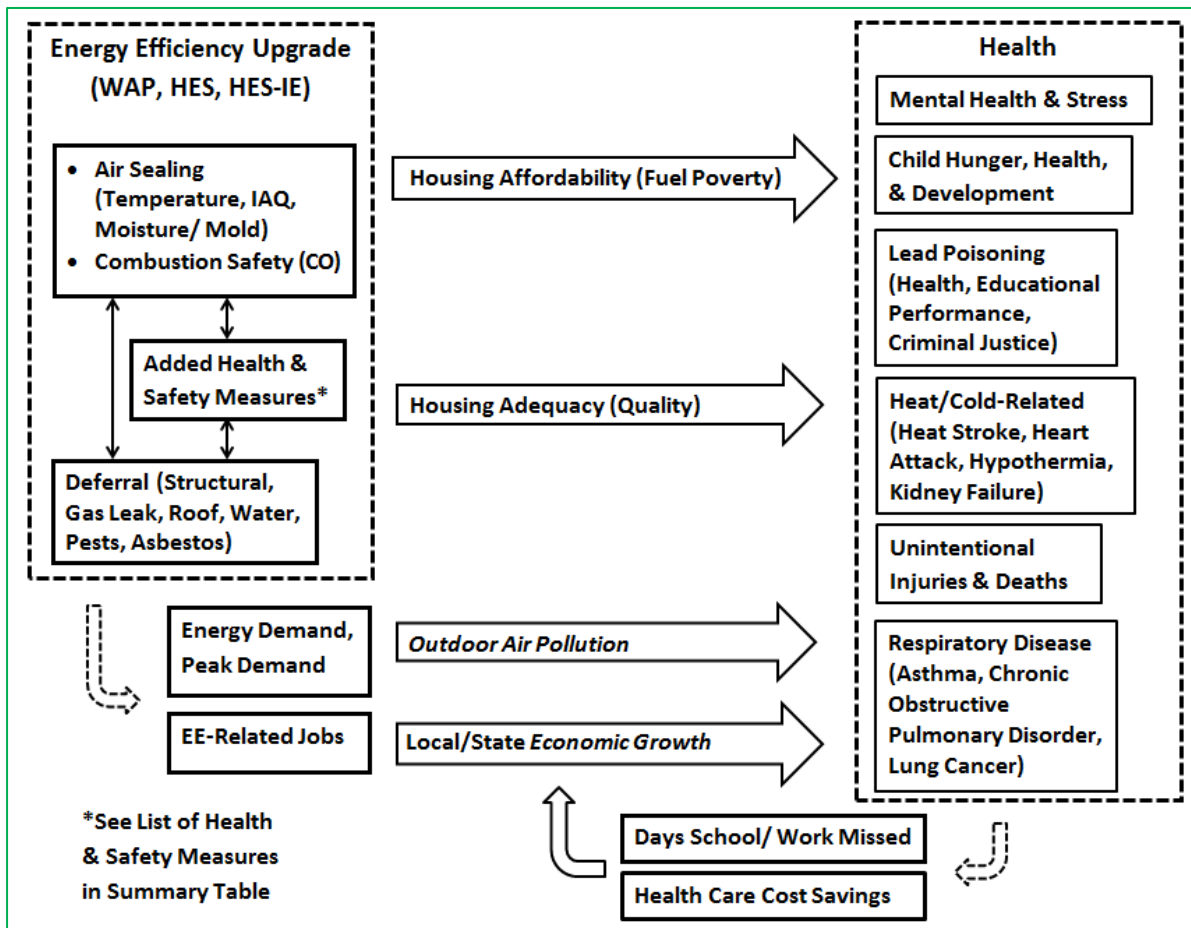 Energy Efficiency Upgrade
(WAP, HES, HES-IE)
• Air Sealing
(Temperature, IAQ,
Moisture/ Mold)
• Combustion Safety (CO)
Added Health &
Safety Measures*
Deferral (Structural,
Gas Leak, Roof, Water,
Pests, Asbestos)
Energy Demand,
Peak Demand
EE-Related Jobs
*See List of Health
& Safety Measures
in Summary Table
Housing Affordability (Fuel Poverty)
Housing Adequacy (Quality)
Outdoor Air Pollution
Local/State Economic Growth
Days School/ Work Missed
Health Care Cost Savings
Health
Mental Health & Stress
Child Hunger, Health,
& Development
Lead Poisoning
(Health, Educational
Performance,
Criminal Justice)
Heat/Cold-Related
(Heat Stroke, Heart
Attack, Hypothermia,
Kidney Failure)
Unintentional
Injuries & Deaths
Respiratory Disease
(Asthma, Chronic
Obstructive
Pulmonary Disorder,
Lung Cancer)